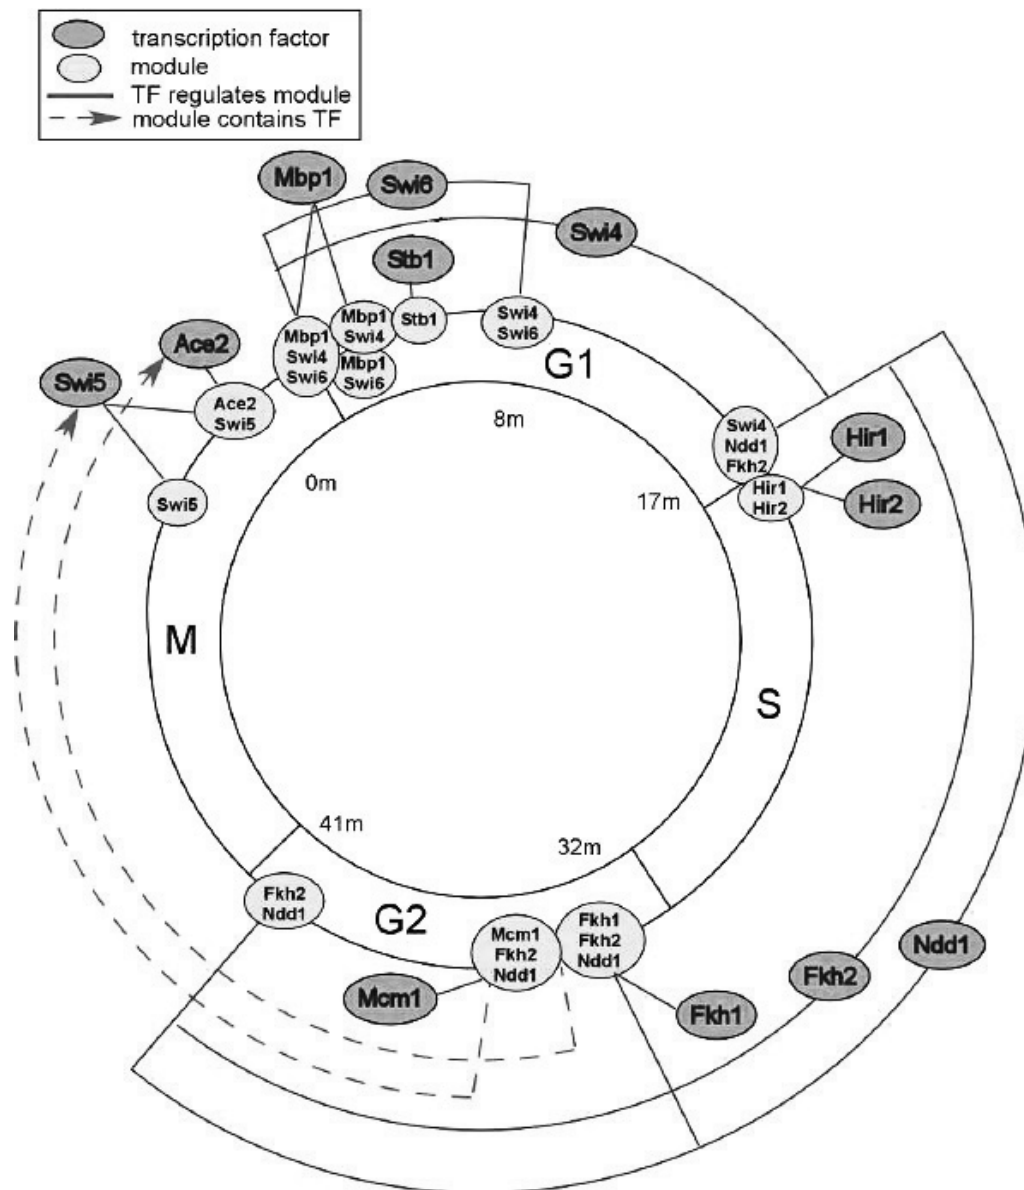 transcription factor
module
TF regulates module
module contains TF
Mbp1
Swi6
Swi4
Stb1
Ace2
Swi5
Mbp1
Swi4
Swi6
Mbp1
Swi4
Mbp1
Swi6
Stb1
Swi4
Swi6
Ace2
Swi5
Swi5
G1
8m
0m
17m
Swi4
Ndd1
Fkh2
Hir1
Hir2
Hir1
Hir2
M
S
41m
32m
Fkh2
Ndd1
G2
Mcm1
Fkh2
Ndd1
Fkh1
Fkh2
Ndd1
Mcm1
Fkh1
Fkh2
Ndd1